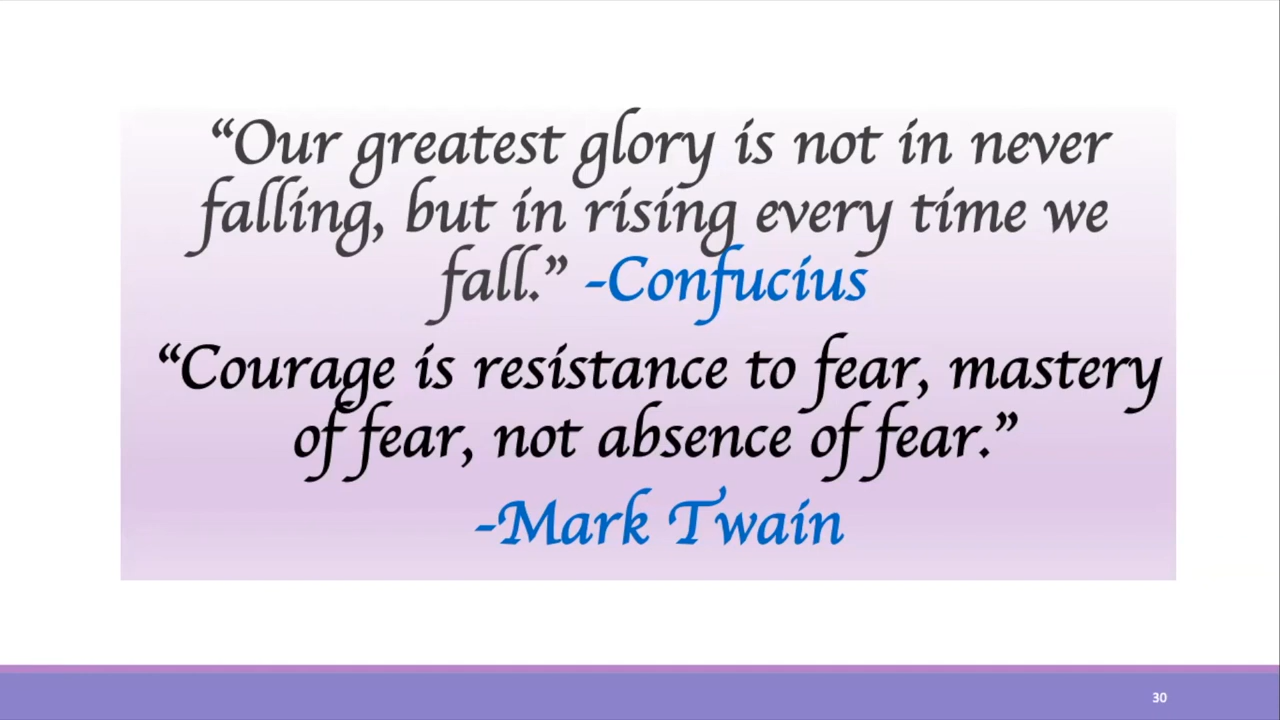 “Our greatest glory is not in never
falling, but in rising every time we
fall.” -Confucius
“Courage is resistance to fear, mastery
of fear, not absence of fear.”
-Mark Twain
30